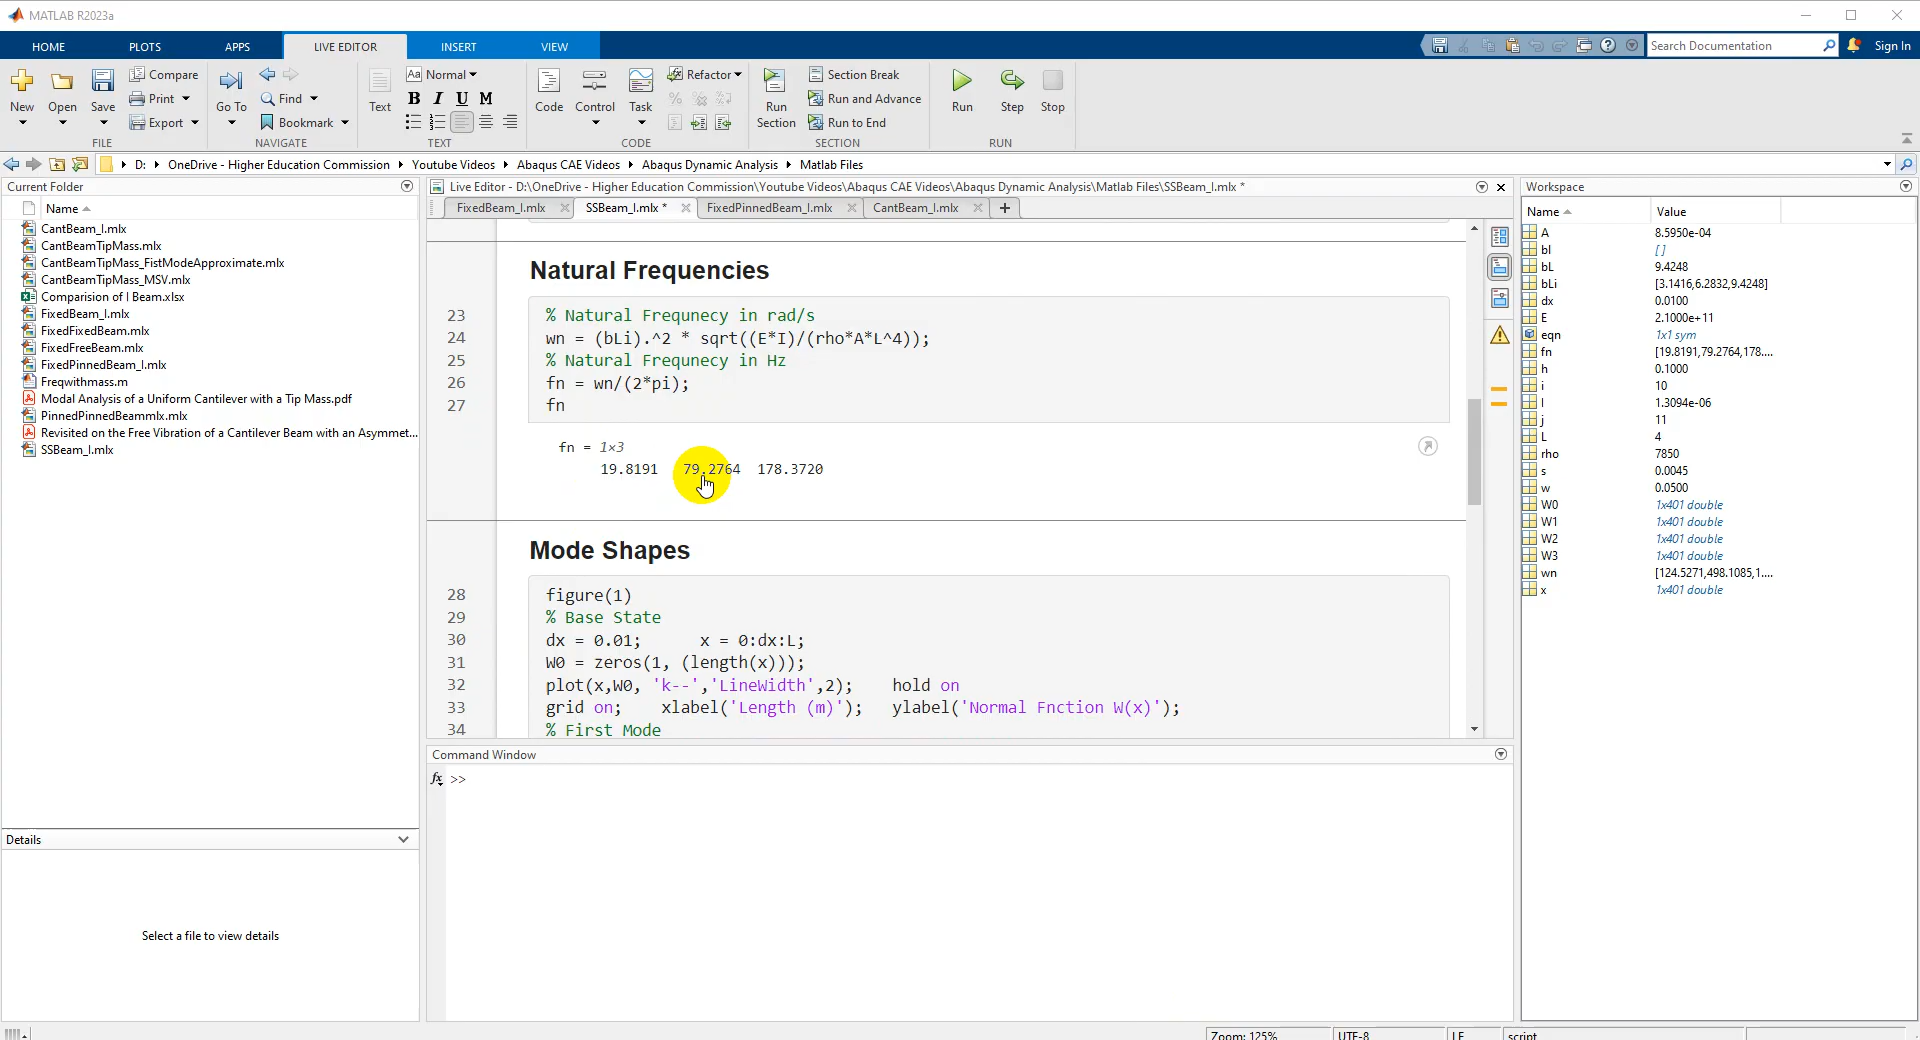 MATLAB R2023a
HOME PLOTS APPS LIVE EDITOR INSERT VIEW
Search Documentation Sign In
New Open Save Compare Print Export
FILE
Go To Find Bookmark
NAVIGATE
Text Aa Normal B I U M
TEXT
Code Control Task Refactor
CODE
Run Section Section Break Run and Advance Run to End
SECTION
Run Step Stop
RUN
D: OneDrive - Higher Education Commission Youtube Videos Abaqus CAE Videos Abaqus Dynamic Analysis Matlab Files
Current Folder
Name
CantBeam_I.mlx
CantBeamTipMass.mlx
CantBeamTipMass_FistModeApproximate.mlx
CantBeamTipMass_MSV.mlx
Comparision of I Beam.xlsx
FixedBeam_I.mlx
FixedFixedBeam.mlx
FixedFreeBeam.mlx
FixedPinnedBeam_I.mlx
Freqwithmass.m
Modal Analysis of a Uniform Cantilever with a Tip Mass.pdf
PinnedPinnedBeammlx.mlx
Revisited on the Free Vibration of a Cantilever Beam with an Asymmet...
SSBeam_I.mlx
Details
Select a file to view details
Live Editor - D:\OneDrive - Higher Education Commission\Youtube Videos\Abaqus CAE Videos\Abaqus Dynamic Analysis\Matlab Files\SSBeam_I.mlx *
FixedBeam_I.mlx SSBeam_I.mlx * FixedPinnedBeam_I.mlx CantBeam_I.mlx
Natural Frequencies
23 % Natural Frequnecy in rad/s
24 wn = (bLi).^2 * sqrt((E*I)/(rho*A*L^4));
25 % Natural Frequnecy in Hz
26 fn = wn/(2*pi);
27 fn
fn = 1×3
19.8191 79.2764 178.3720
Mode Shapes
28 figure(1)
29 % Base State
30 dx = 0.01; x = 0:dx:L;
31 W0 = zeros(1, (length(x)));
32 plot(x,W0, 'k--','LineWidth',2); hold on
33 grid on; xlabel('Length (m)'); ylabel('Normal Fnction W(x)');
34 % First Mode
Command Window
fx >>
Workspace
Name Value
A 8.5950e-04
bl []
bL 9.4248
bLi [3.1416,6.2832,9.4248]
dx 0.0100
E 2.1000e+11
eqn 1x1 sym
fn [19.8191,79.2764,178....
h 0.1000
i 10
I 1.3094e-06
j 11
L 4
rho 7850
s 0.0045
w 0.0500
W0 1x401 double
W1 1x401 double
W2 1x401 double
W3 1x401 double
wn [124.5271,498.1085,1....
x 1x401 double
Zoom: 125% UTF-8 LF script